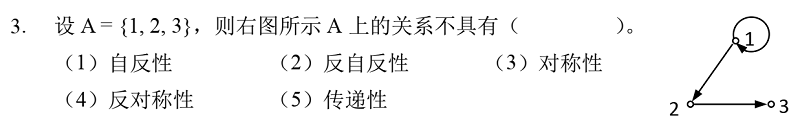 3. 设 A = {1, 2, 3}，则右图所示 A 上的关系不具有（　　　）。
（1）自反性　（2）反自反性　（3）对称性
（4）反对称性　（5）传递性
1
2 3